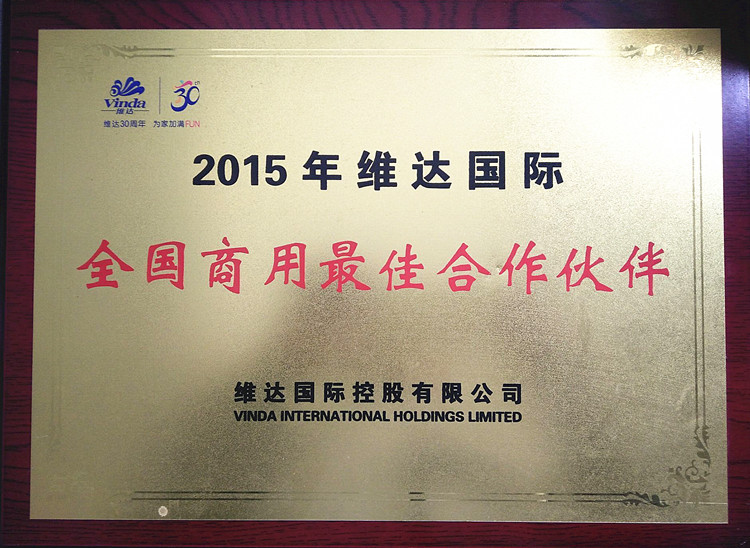 Vinda
维达
30th
维达30周年 为家加满FUN
2015年维达国际
全国商用最佳合作伙伴
维达国际控股有限公司
VINDA INTERNATIONAL HOLDINGS LIMITED